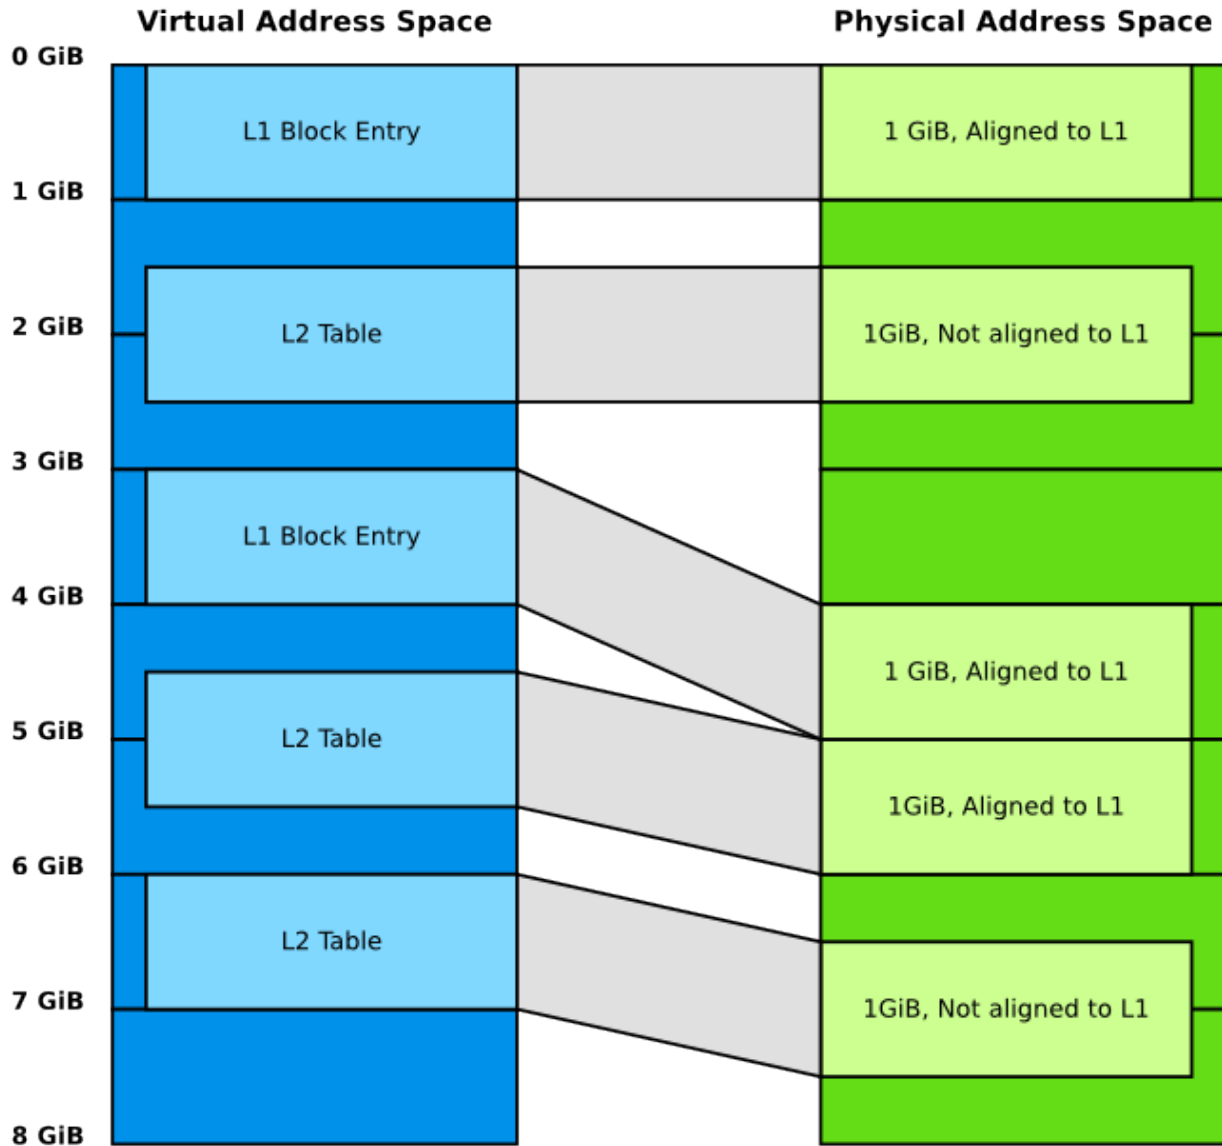 Virtual Address Space
Physical Address Space
0 GiB
L1 Block Entry
1 GiB, Aligned to L1
1 GiB
2 GiB
L2 Table
1GiB, Not aligned to L1
3 GiB
L1 Block Entry
4 GiB
1 GiB, Aligned to L1
5 GiB
L2 Table
1GiB, Aligned to L1
6 GiB
L2 Table
7 GiB
1GiB, Not aligned to L1
8 GiB